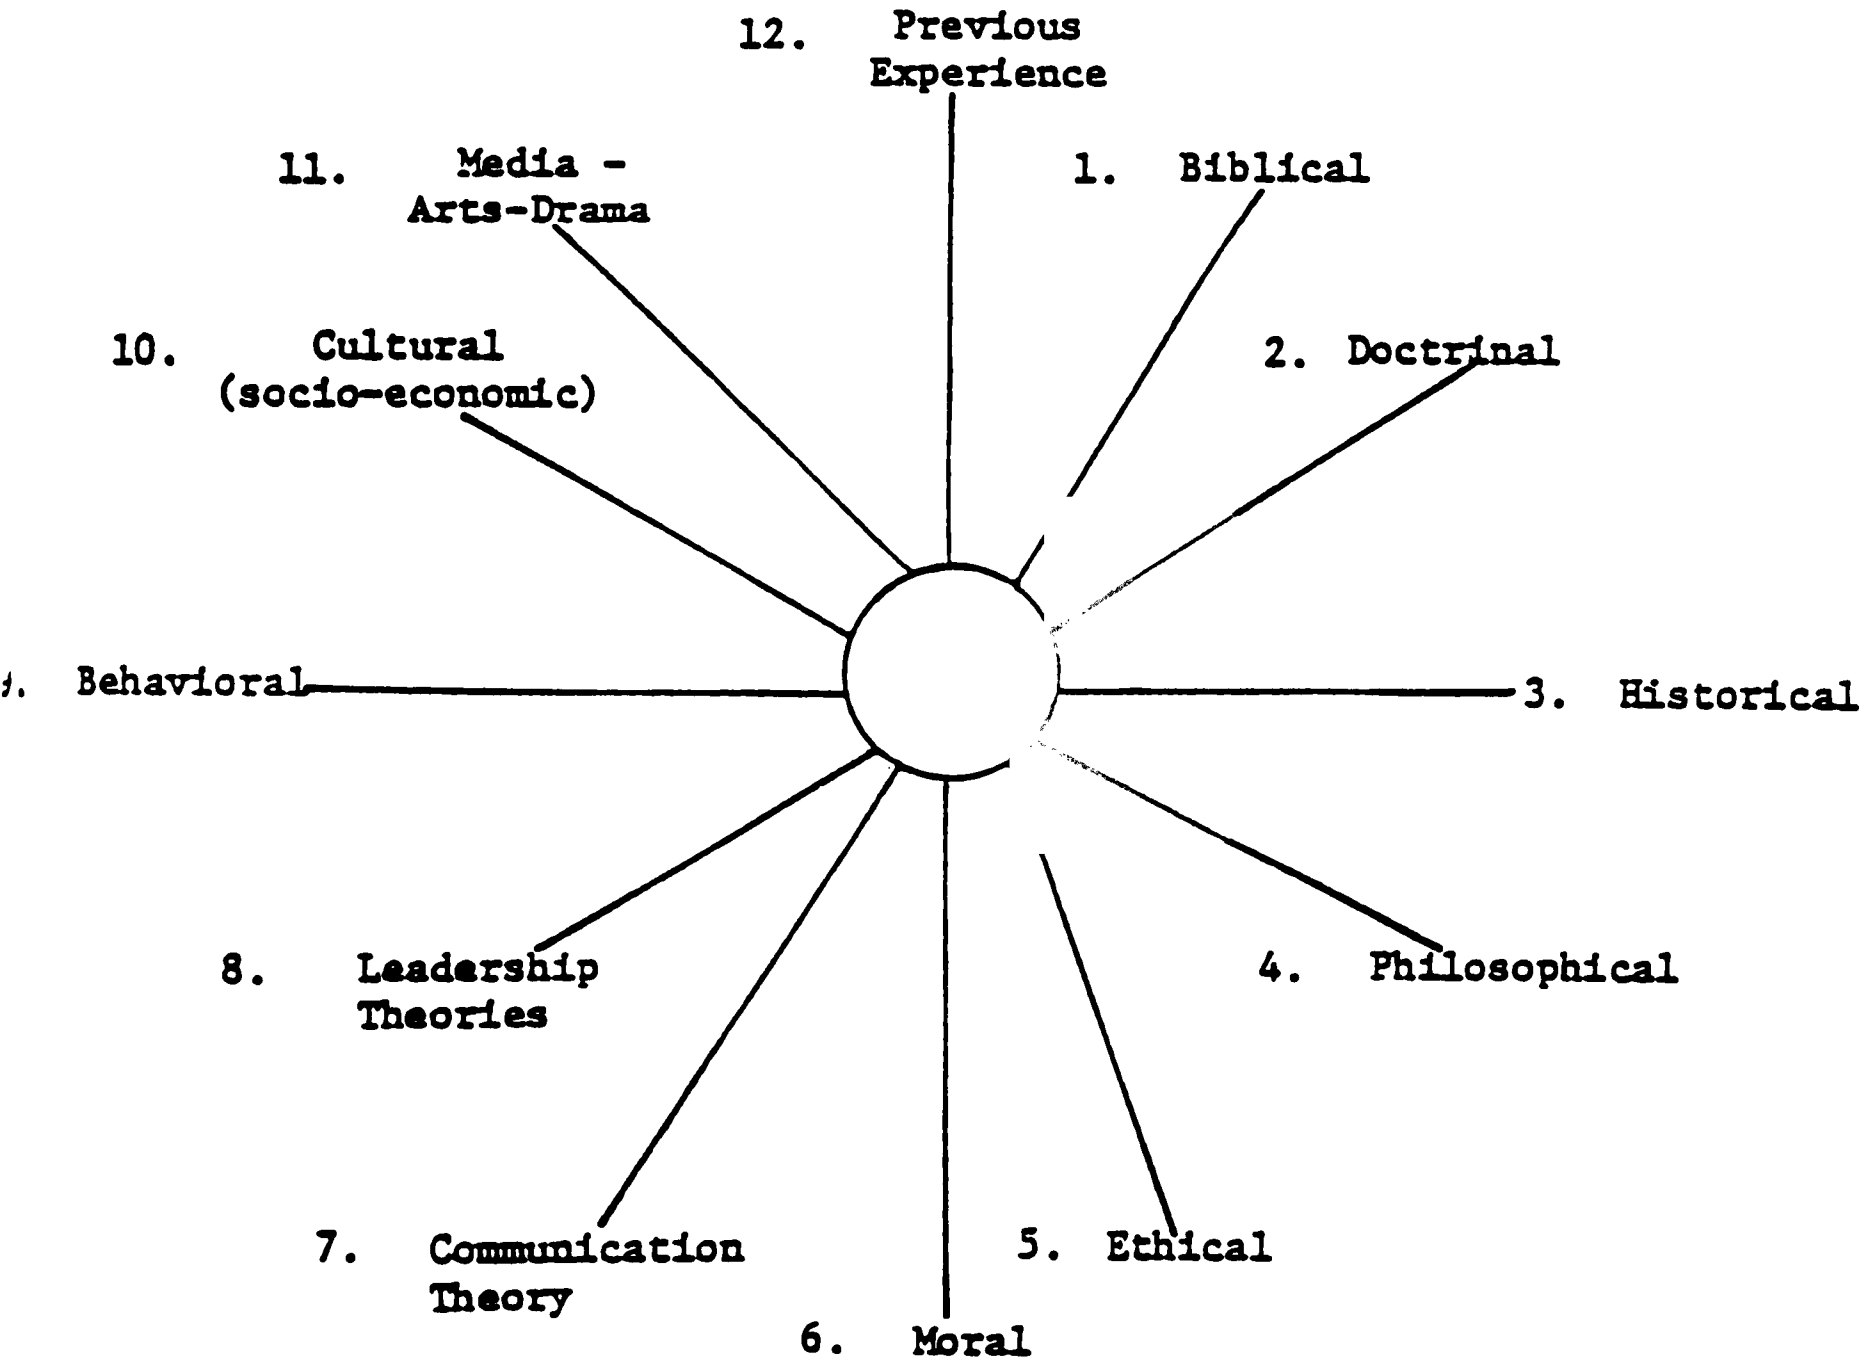 12. Previous
Experience
1. Biblical
2. Doctrinal
3. Historical
4. Philosophical
5. Ethical
6. Moral
7. Communication
Theory
8. Leadership
Theories
Behavioral
10. Cultural
(socio-economic)
11. Media -
Arts-Drama